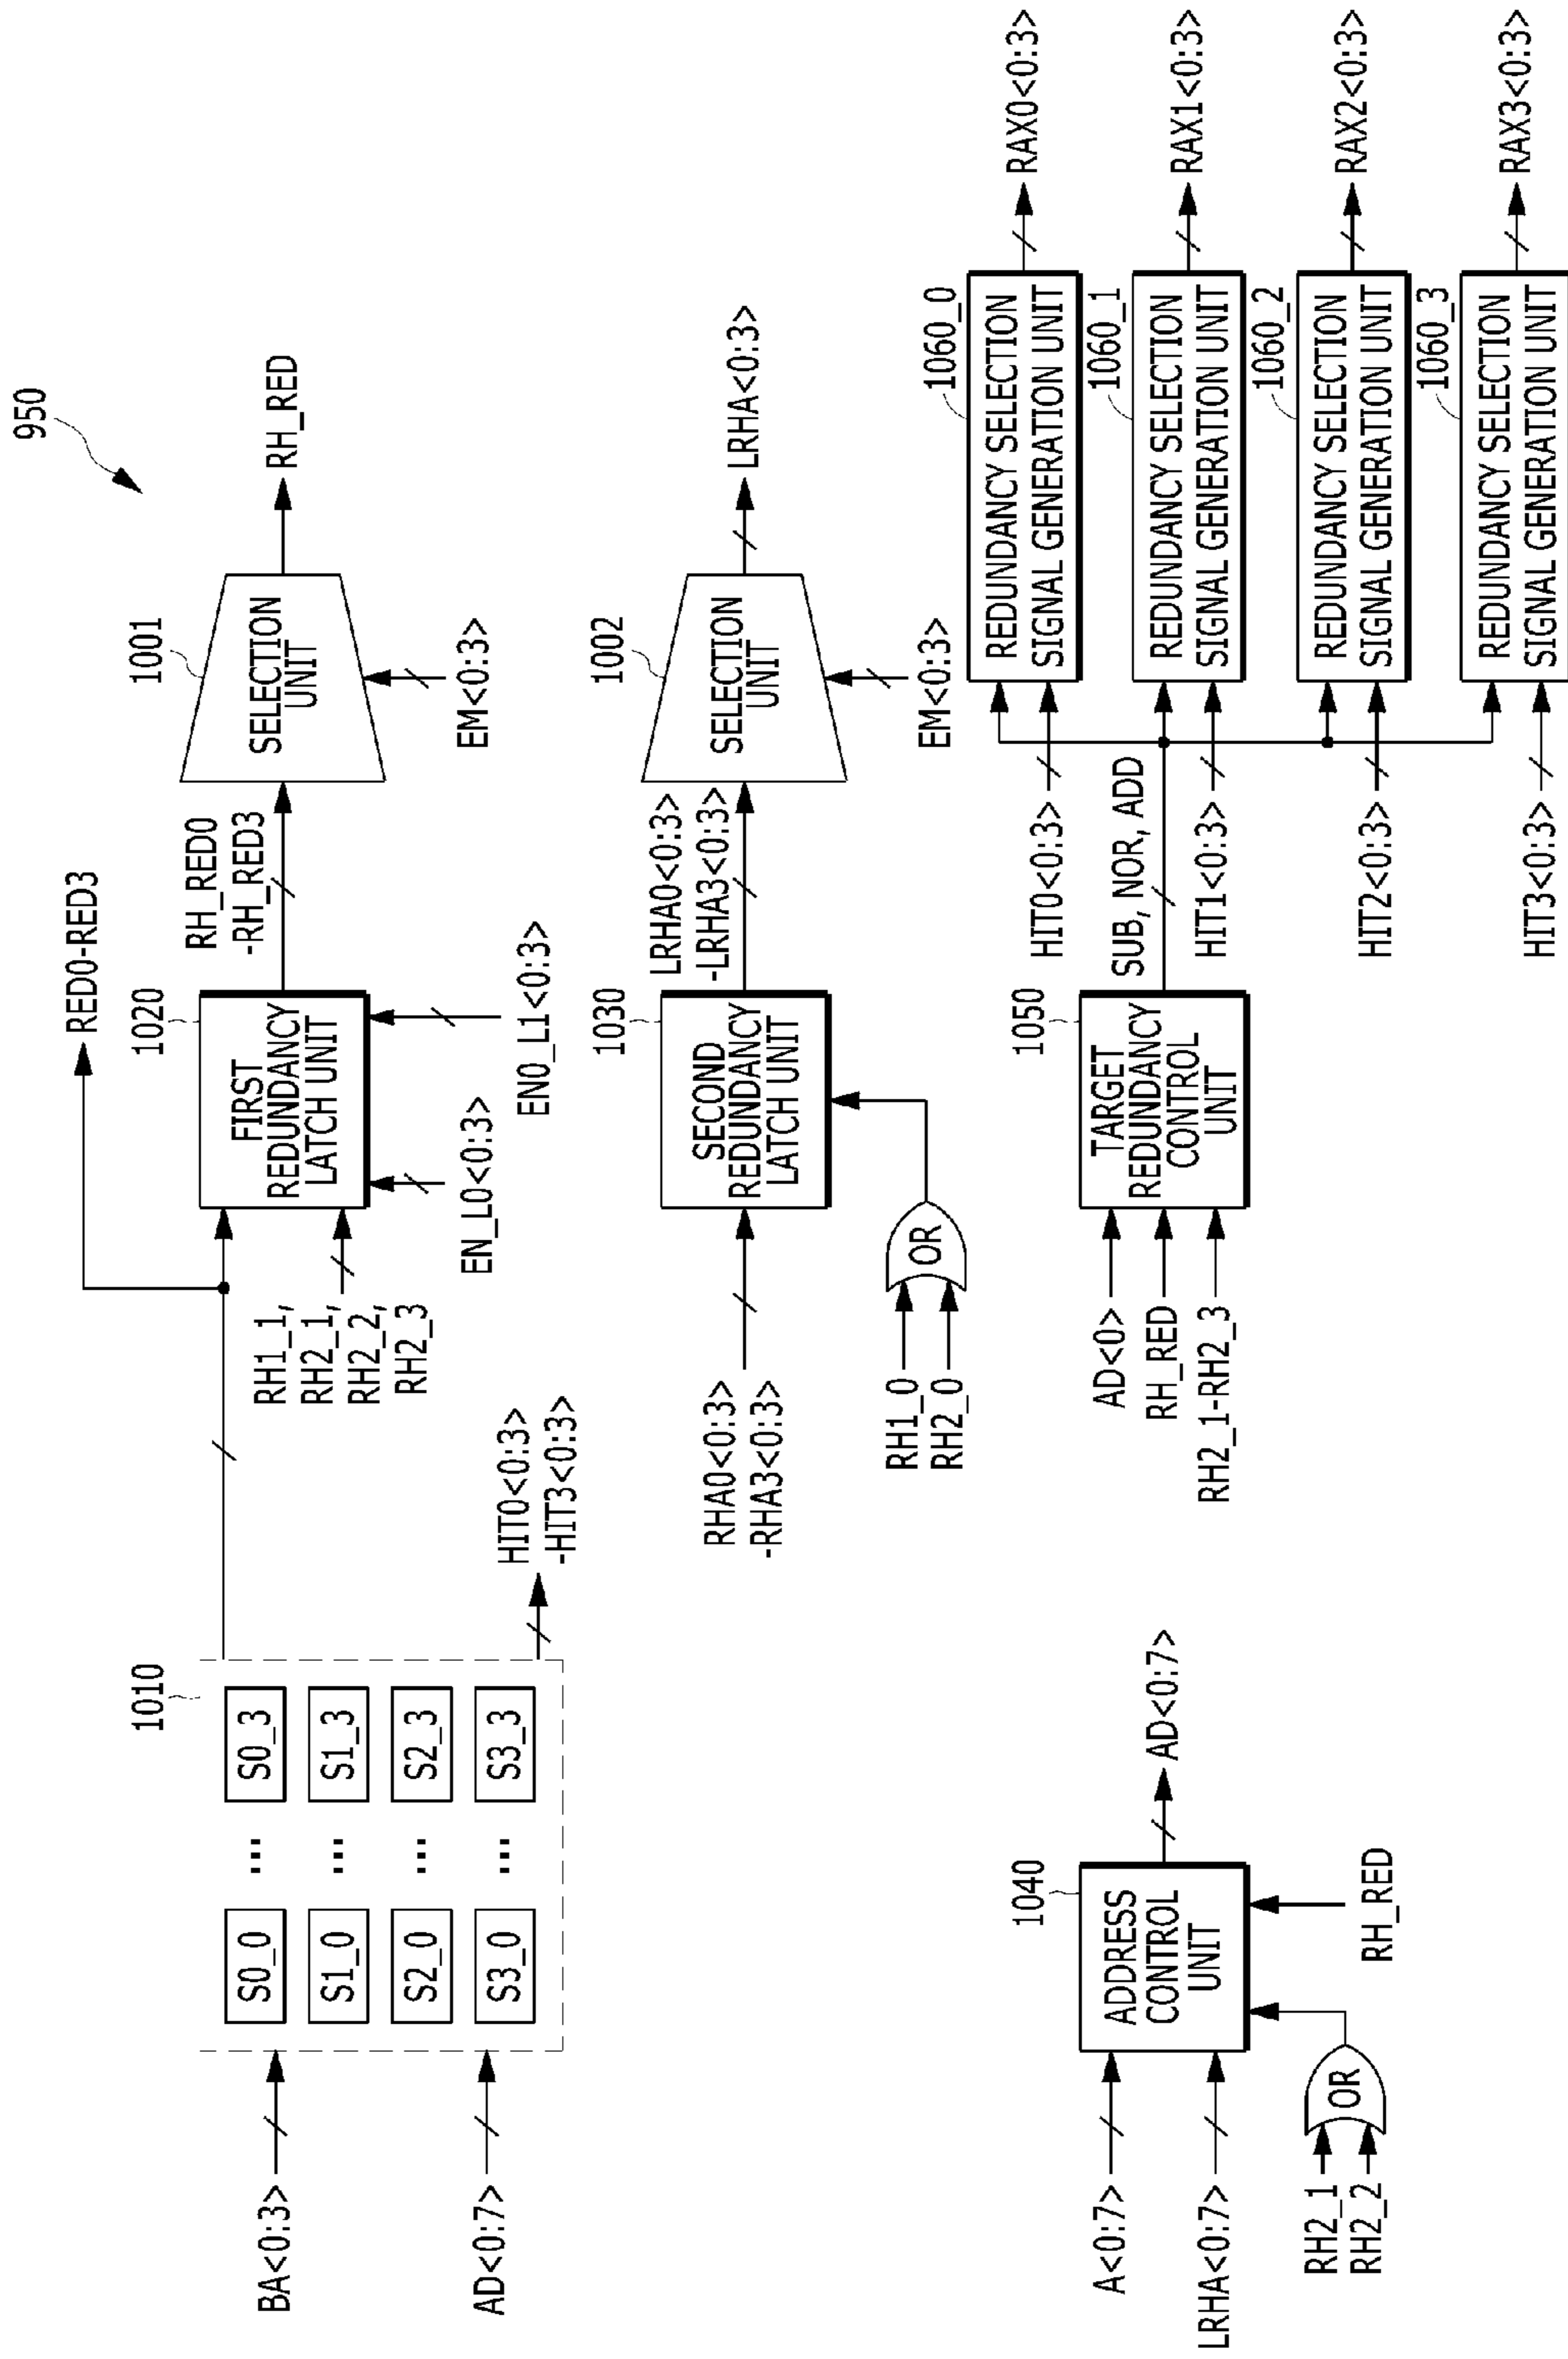 950
BA<0:3>
AD<0:7>
1010
S0_0
...
S0_3
S1_0
...
S1_3
S2_0
...
S2_3
S3_0
...
S3_3
HIT0<0:3>
-HIT3<0:3>
RED0-RED3
RH1_1,
RH2_1,
RH2_2,
RH2_3
1020
FIRST
REDUNDANCY
LATCH UNIT
EN_L0<0:3>
EN0_L1<0:3>
RH_RED0
-RH_RED3
1001
SELECTION
UNIT
EM<0:3>
RH_RED
RHA0<0:3>
-RHA3<0:3>
RH1_0
RH2_0
OR
1030
SECOND
REDUNDANCY
LATCH UNIT
LRHA0<0:3>
-LRHA3<0:3>
1002
SELECTION
UNIT
EM<0:3>
LRHA<0:3>
A<0:7>
LRHA<0:7>
RH2_1
RH2_2
OR
1040
ADDRESS
CONTROL
UNIT
RH_RED
AD<0:7>
AD<0>
RH_RED
RH2_1-RH2_3
1050
TARGET
REDUNDANCY
CONTROL
UNIT
SUB, NOR, ADD
HIT0<0:3>
1060_0
REDUNDANCY SELECTION
SIGNAL GENERATION UNIT
RAX0<0:3>
HIT1<0:3>
1060_1
REDUNDANCY SELECTION
SIGNAL GENERATION UNIT
RAX1<0:3>
HIT2<0:3>
1060_2
REDUNDANCY SELECTION
SIGNAL GENERATION UNIT
RAX2<0:3>
HIT3<0:3>
1060_3
REDUNDANCY SELECTION
SIGNAL GENERATION UNIT
RAX3<0:3>